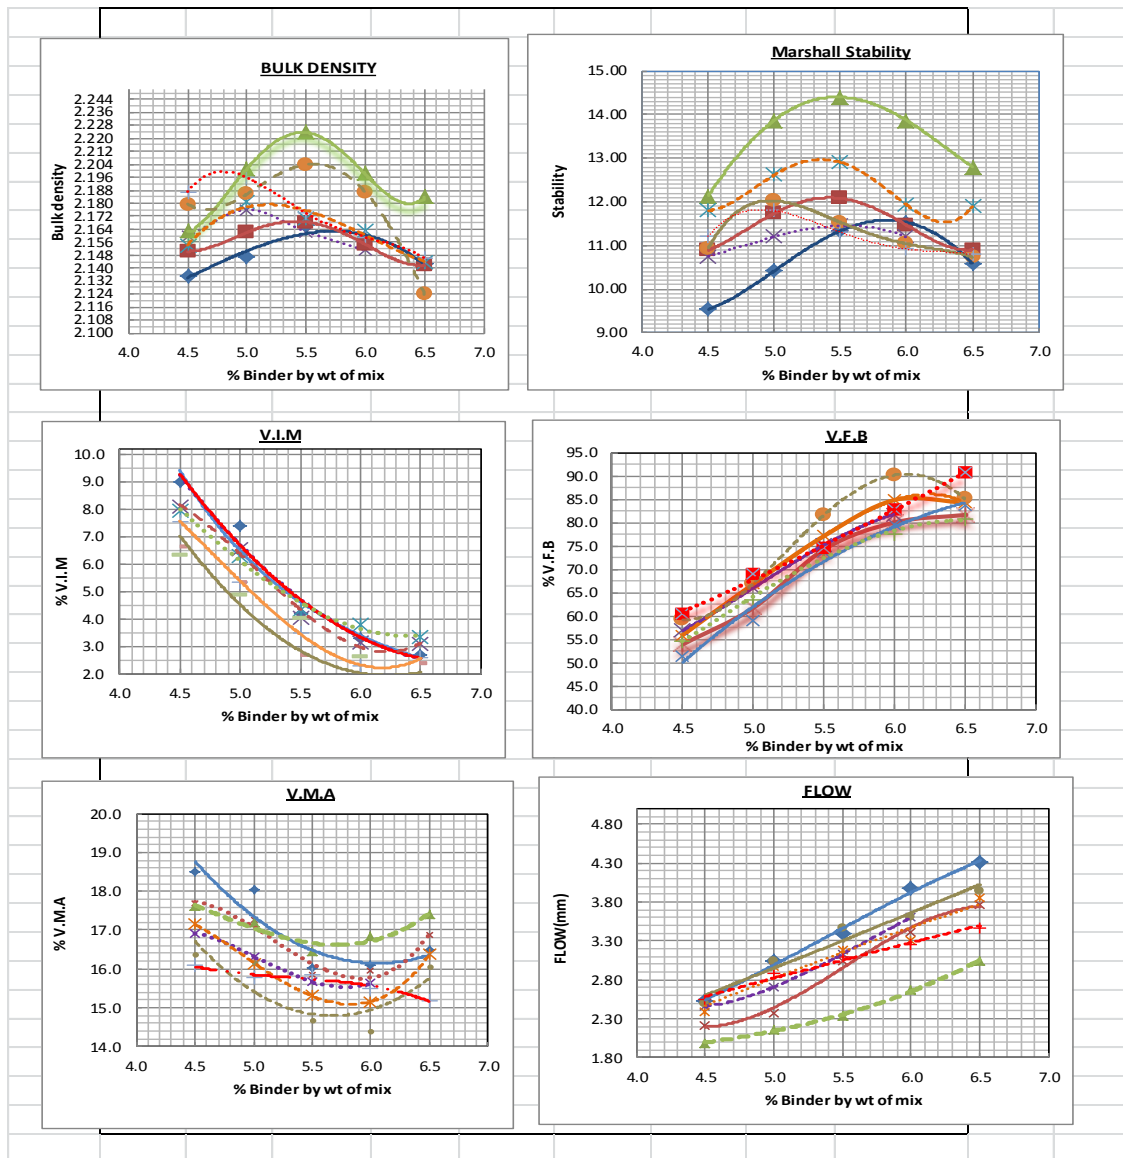 BULK DENSITY
2.244
2.236
2.228
2.220
2.212
2.204
2.196
2.188
2.180
2.172
2.164
2.156
2.148
2.140
2.132
2.124
2.116
2.108
2.100
Bulk density
4.0 4.5 5.0 5.5 6.0 6.5 7.0
% Binder by wt of mix
Marshall Stability
15.00
14.00
13.00
12.00
11.00
10.00
9.00
Stability
4.0 4.5 5.0 5.5 6.0 6.5 7.0
% Binder by wt of mix
V.I.M
10.0
9.0
8.0
7.0
6.0
5.0
4.0
3.0
2.0
% V.I.M
4.0 4.5 5.0 5.5 6.0 6.5 7.0
% Binder by wt of mix
V.F.B
95.0
90.0
85.0
80.0
75.0
70.0
65.0
60.0
55.0
50.0
45.0
40.0
% V.F.B
4.0 4.5 5.0 5.5 6.0 6.5 7.0
% Binder by wt of mix
V.M.A
20.0
19.0
18.0
17.0
16.0
15.0
14.0
% V.M.A
4.0 4.5 5.0 5.5 6.0 6.5 7.0
% Binder by wt of mix
FLOW
4.80
4.30
3.80
3.30
2.80
2.30
1.80
FLOW(mm)
4.0 4.5 5.0 5.5 6.0 6.5 7.0
% Binder by wt of mix